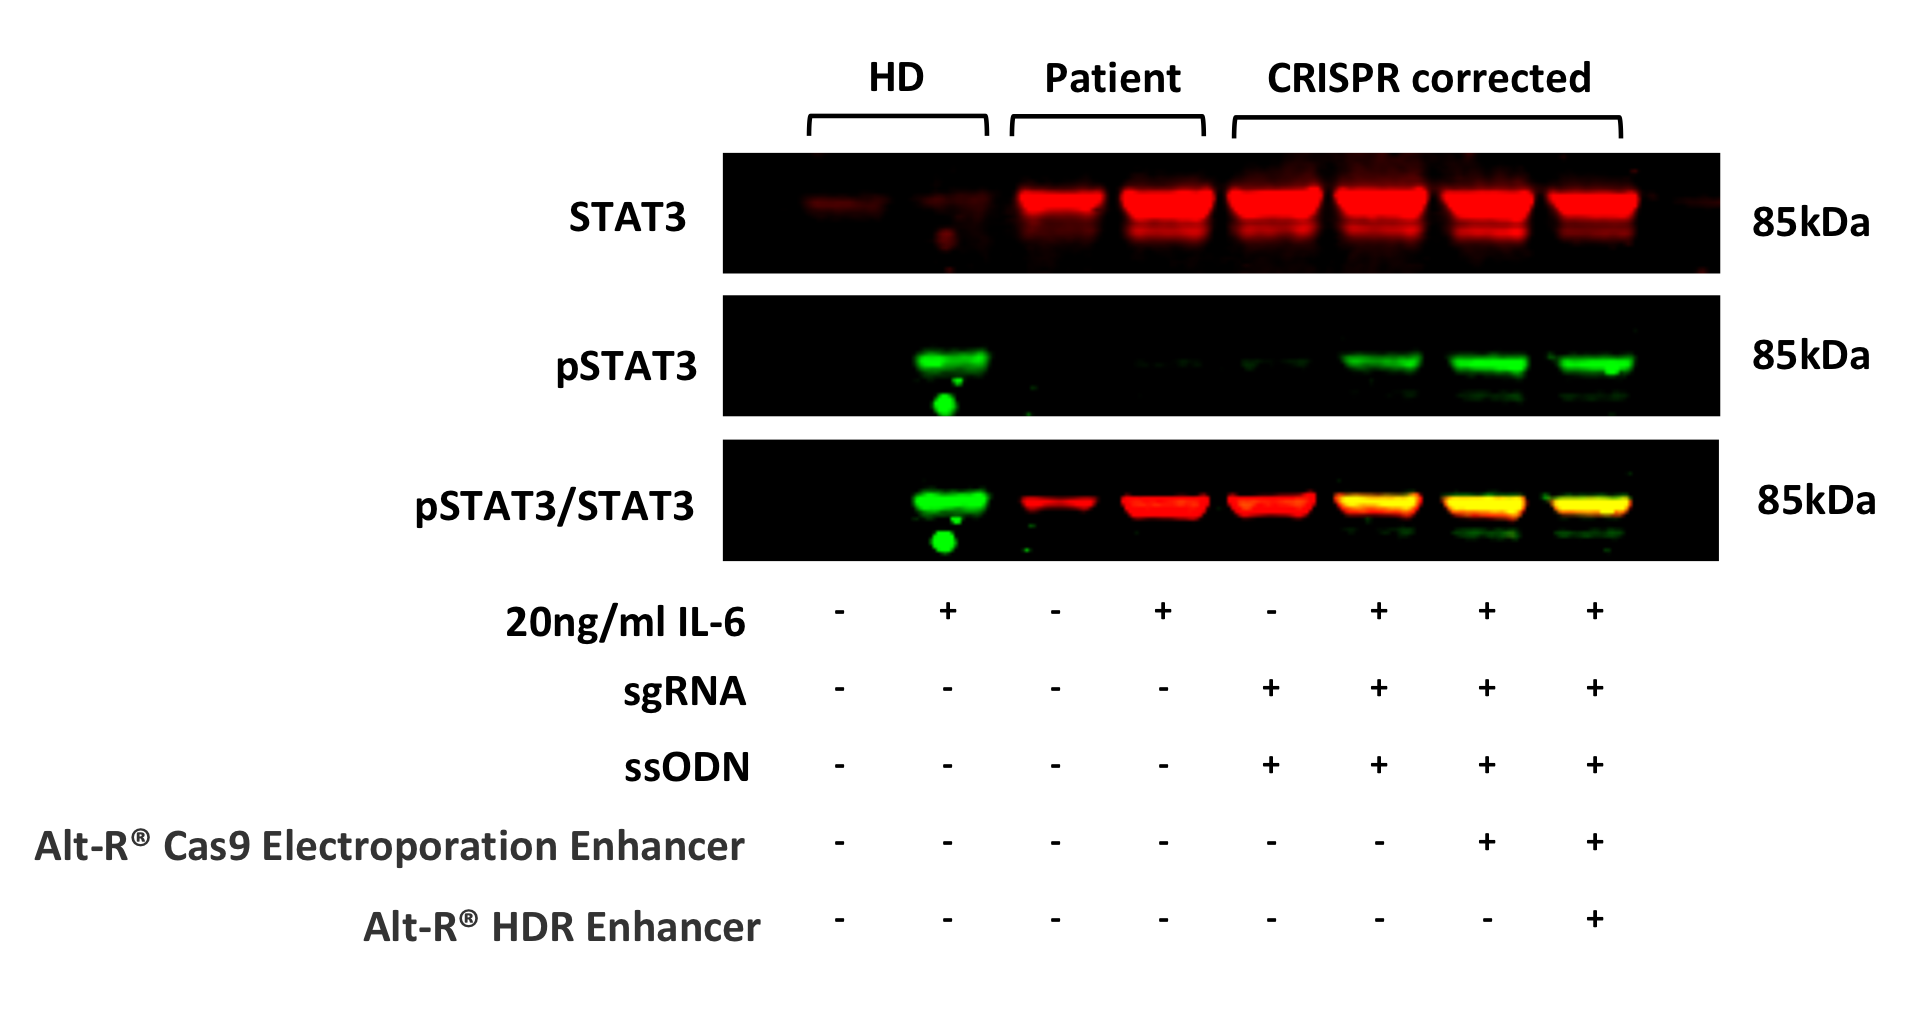 HD Patient CRISPR corrected
STAT3 85kDa
pSTAT3 85kDa
pSTAT3/STAT3 85kDa
20ng/ml IL-6 - + - + - + + +
sgRNA - - - - + + + +
ssODN - - - - + + + +
Alt-R® Cas9 Electroporation Enhancer - - - - - - + +
Alt-R® HDR Enhancer - - - - - - - +